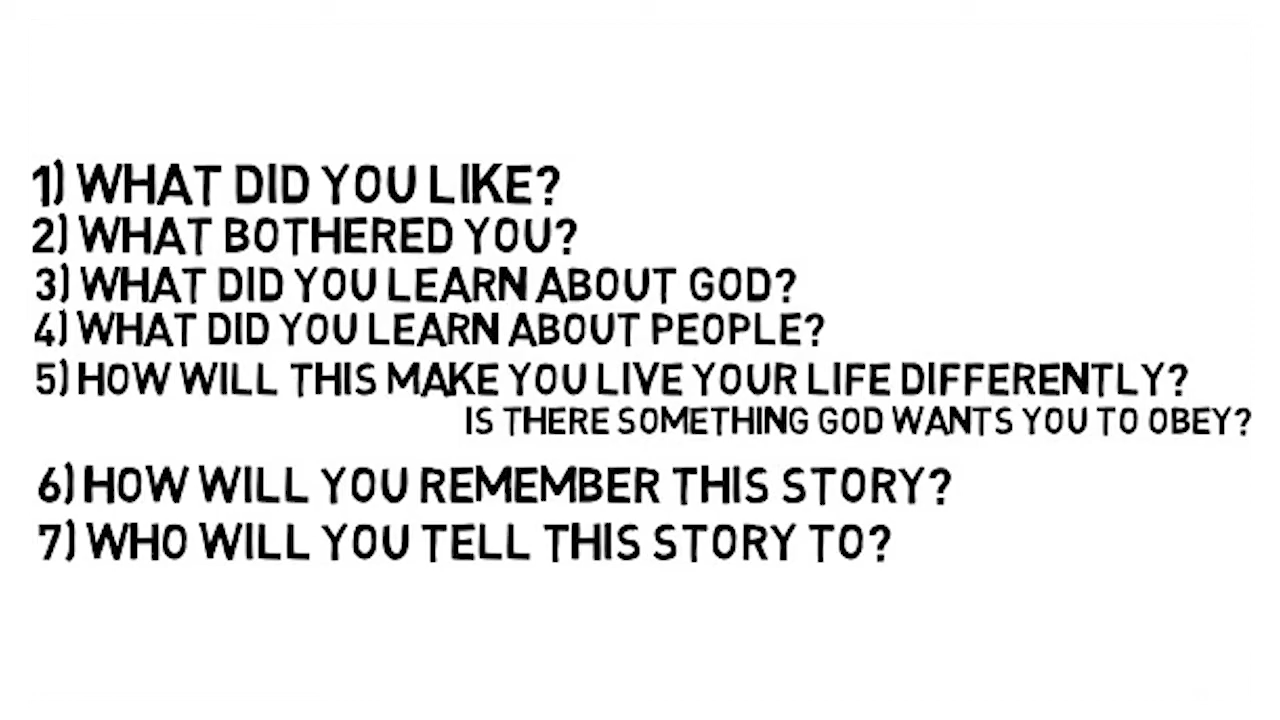 1) WHAT DID YOU LIKE?
2) WHAT BOTHERED YOU?
3) WHAT DID YOU LEARN ABOUT GOD?
4) WHAT DID YOU LEARN ABOUT PEOPLE?
5) HOW WILL THIS MAKE YOU LIVE YOUR LIFE DIFFERENTLY?
IS THERE SOMETHING GOD WANTS YOU TO OBEY?
6) HOW WILL YOU REMEMBER THIS STORY?
7) WHO WILL YOU TELL THIS STORY TO?